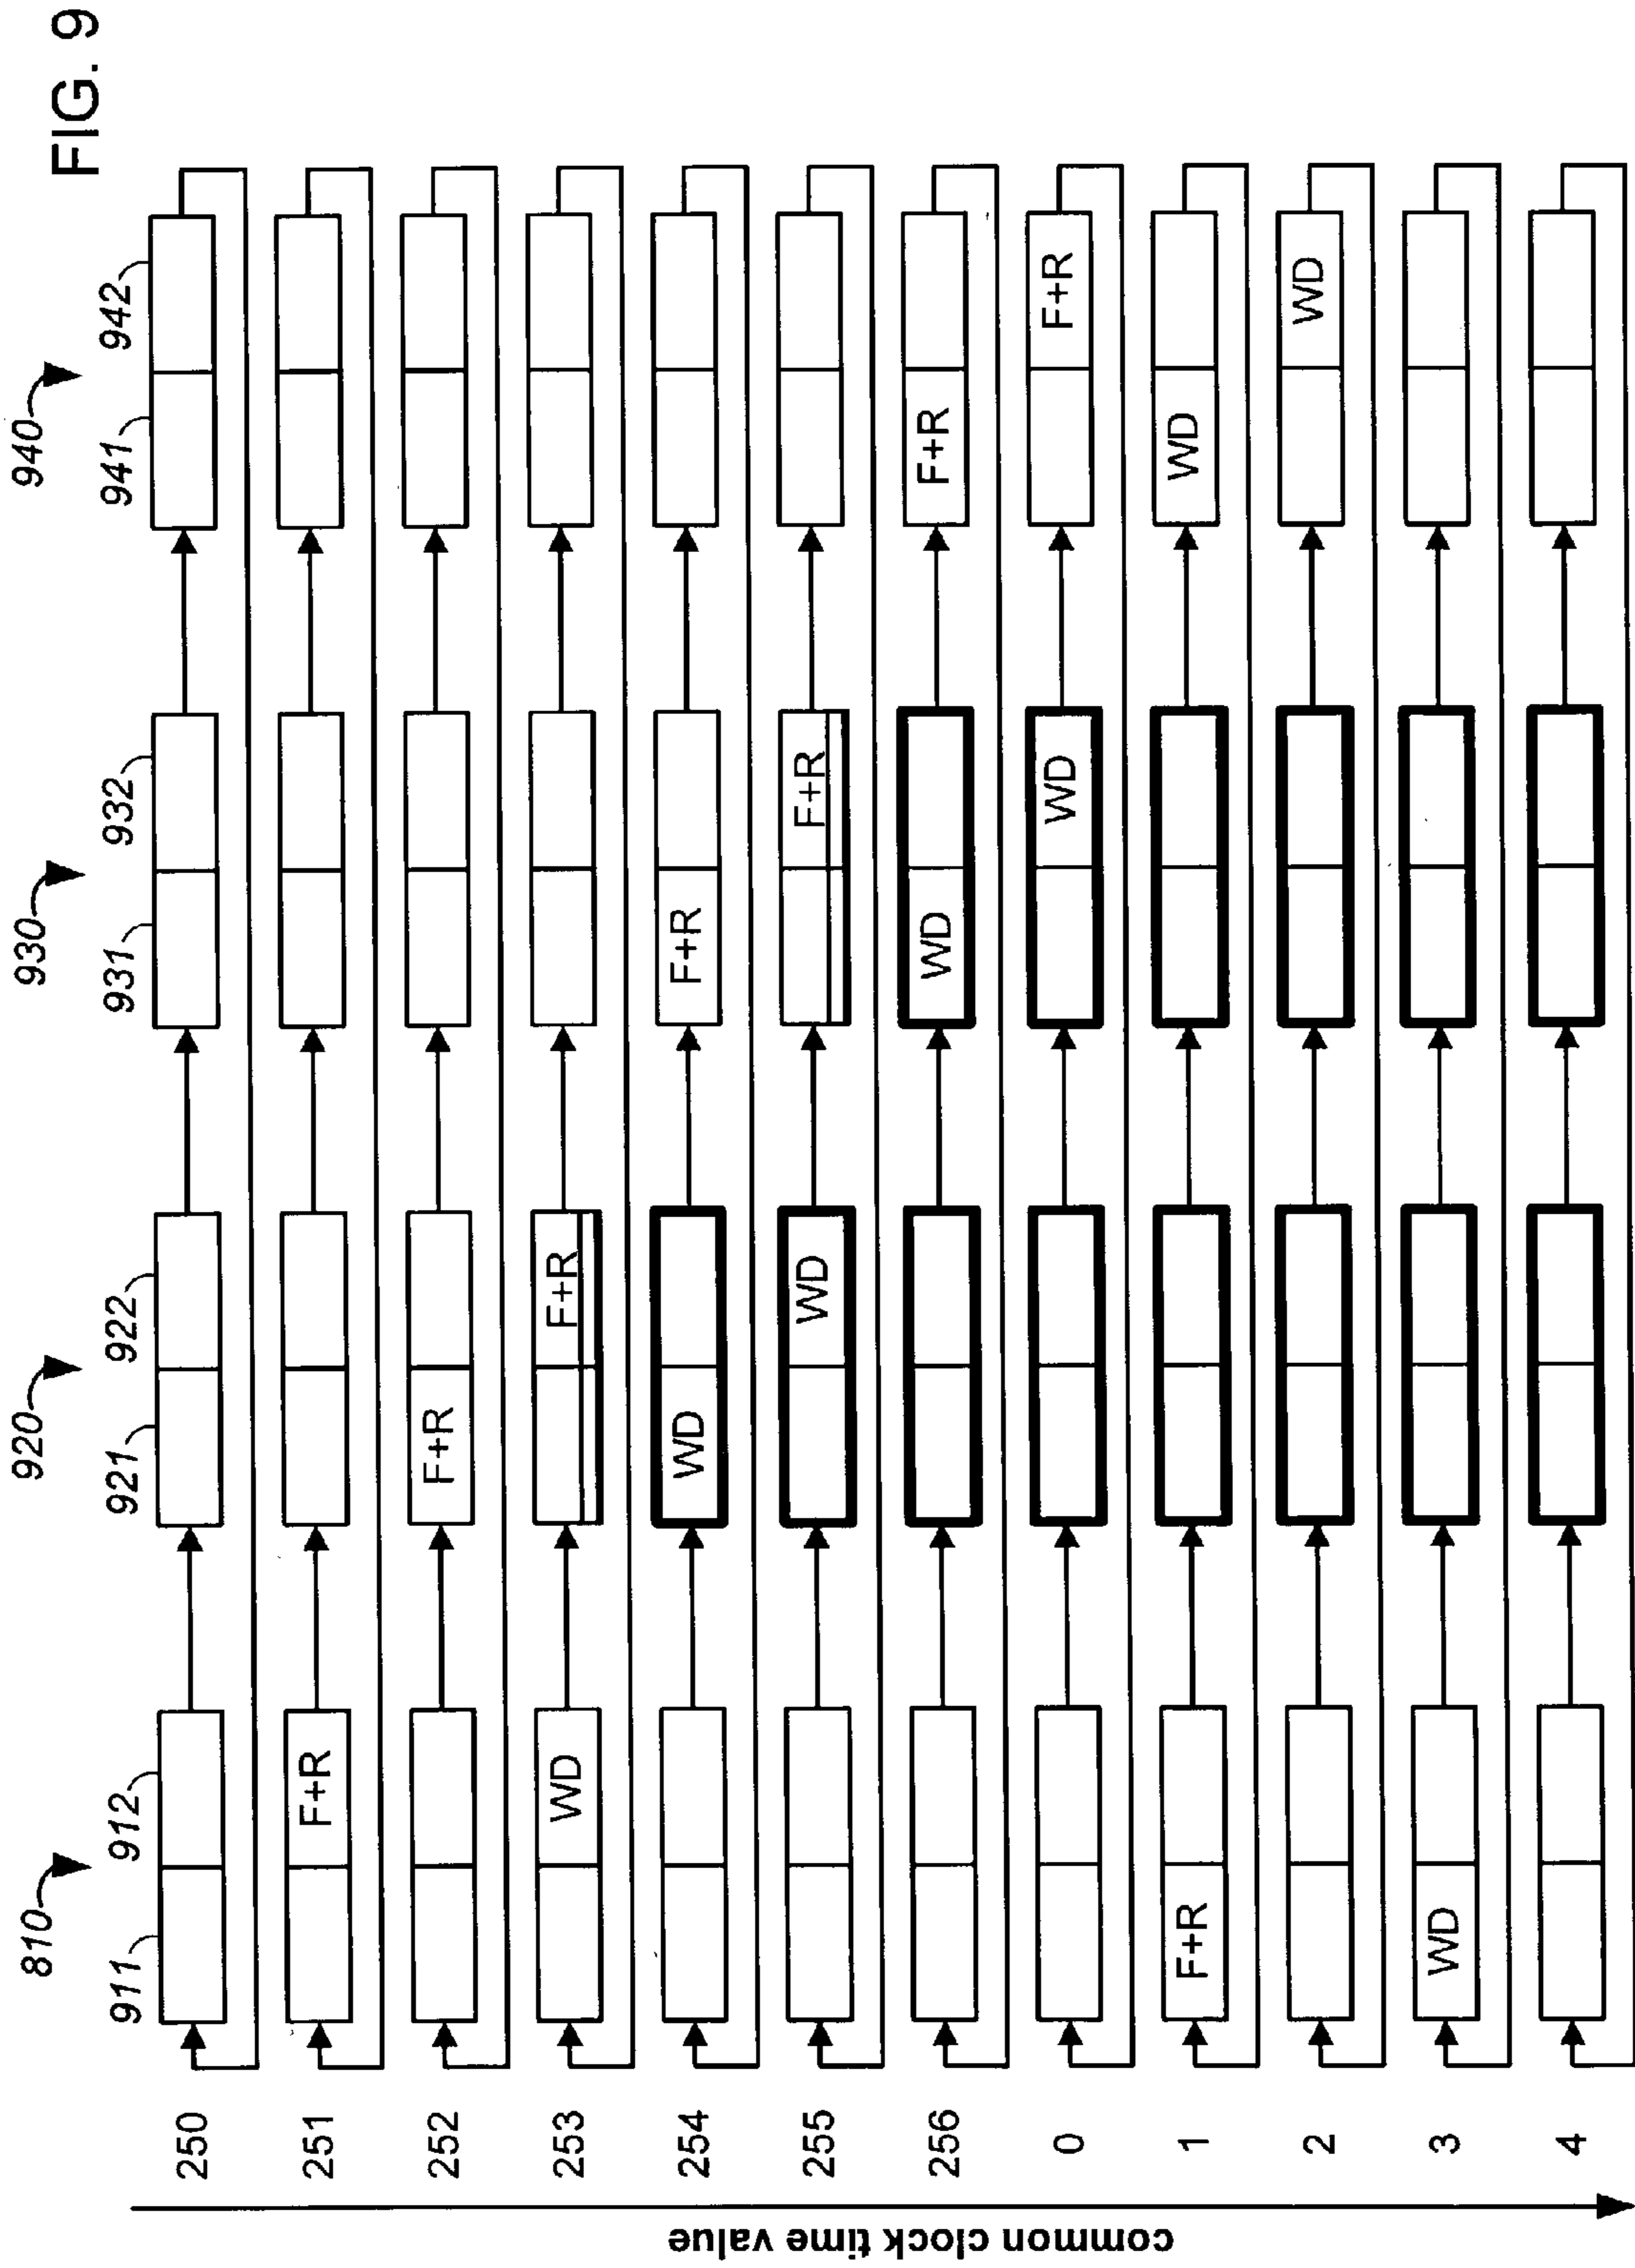 FIG. 9
810 920 930 940
911 912 921 922 931 932 941 942
250
251 F+R
252 F+R
253 WD F+R
254 WD F+R
255 WD F+R
256 WD F+R
0 WD F+R
1 F+R WD
2 WD
3 WD
4
common clock time value